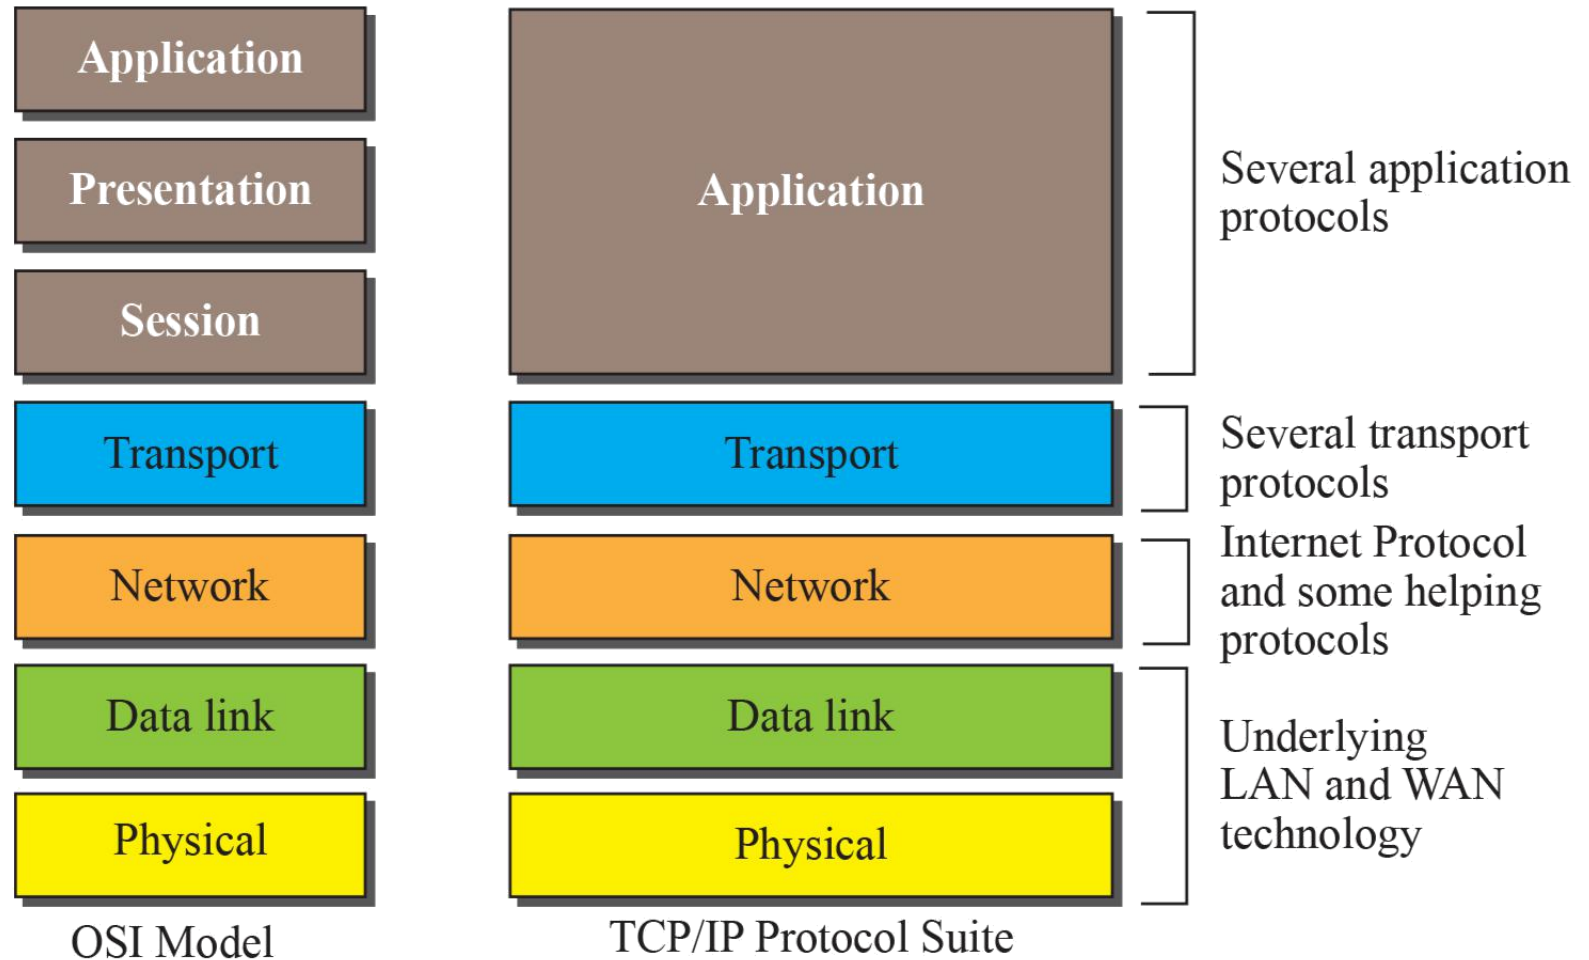 Application
Presentation
Session
Transport
Network
Data link
Physical
OSI Model
Application
Transport
Network
Data link
Physical
TCP/IP Protocol Suite
Several application
protocols
Several transport
protocols
Internet Protocol
and some helping
protocols
Underlying
LAN and WAN
technology